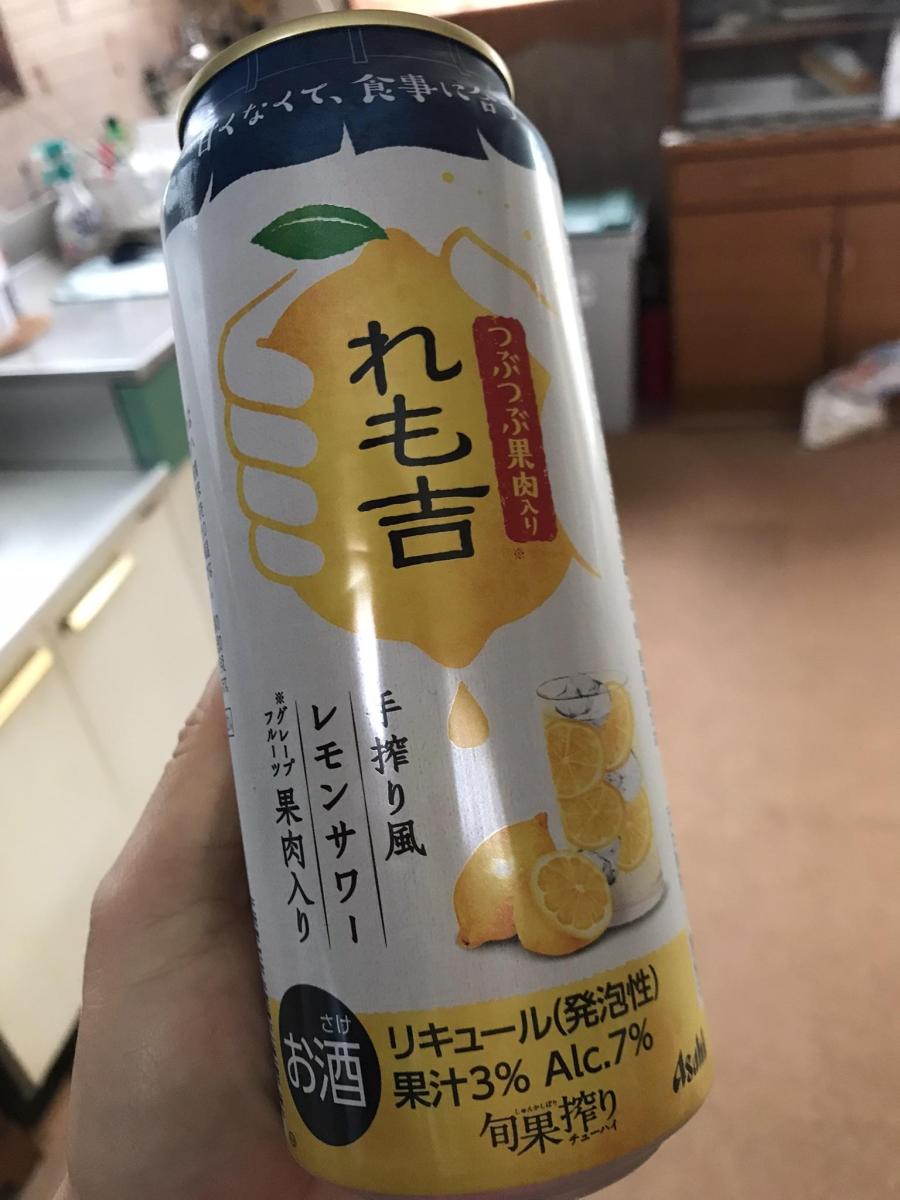 甘くなくて、食事に合う
れも吉
つぶつぶ果肉入り
※
手搾り風
レモンサワー
※グレープフルーツ果肉入り
さけ
お酒
リキュール(発泡性)
果汁3% Alc.7%
しゅんかしぼり
旬果搾り
チューハイ
Asahi